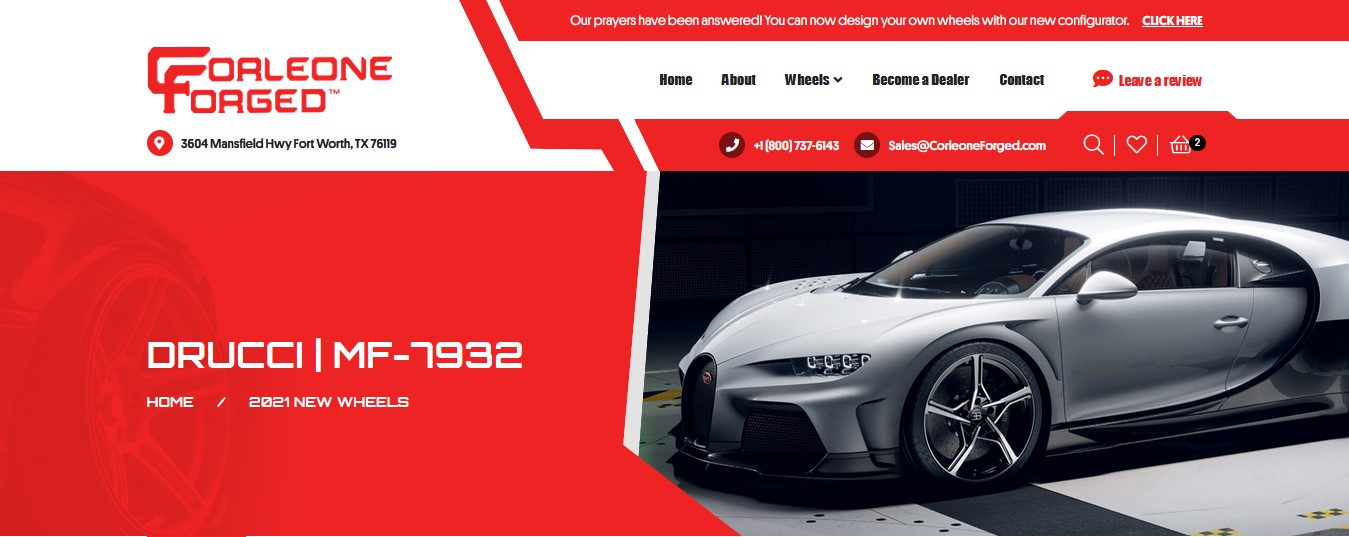 Our prayers have been answered! You can now design your own wheels with our new configurator. CLICK HERE
CORLEONE
FORGED™
Home About Wheels Become a Dealer Contact Leave a review
3604 Mansfield Hwy Fort Worth, TX 76119
+1 (800) 737-6143 Sales@CorleoneForged.com 2
DRUCCI | MF-7932
HOME / 2021 NEW WHEELS